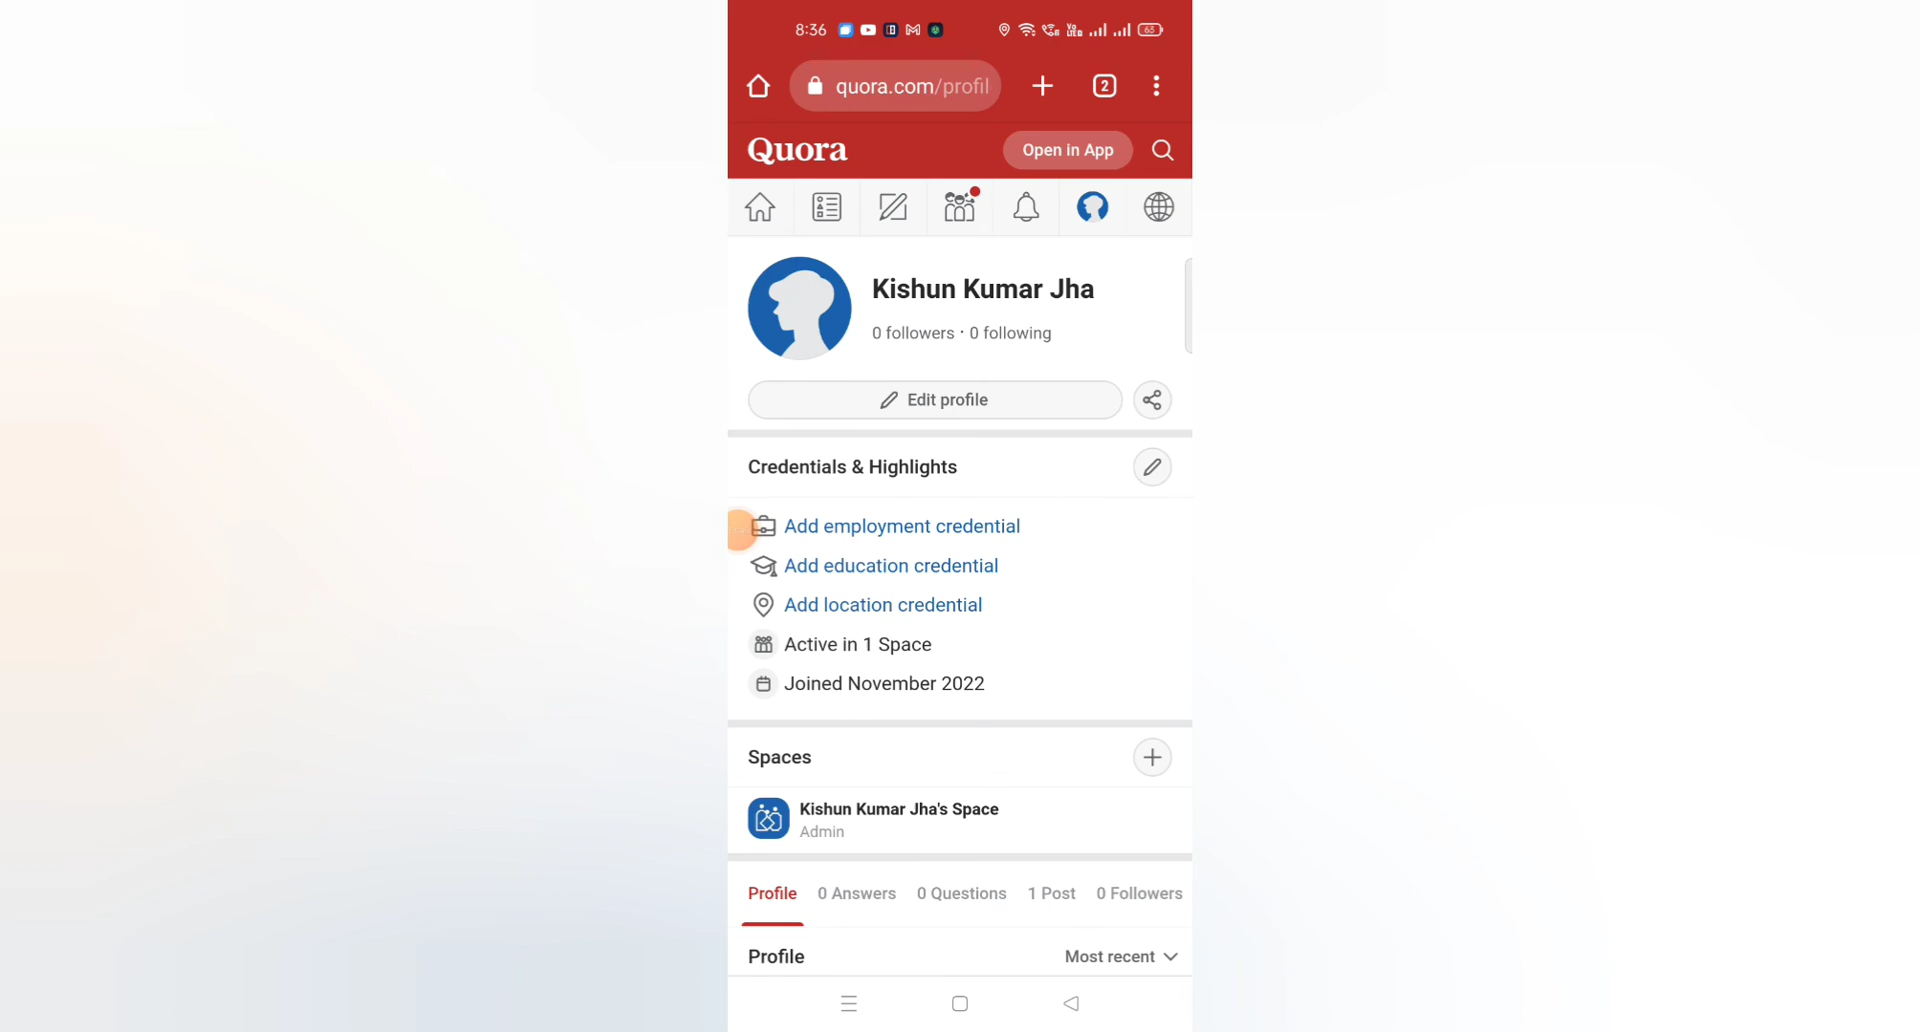 8:36
63
quora.com/profil
2
Quora
Open in App
Kishun Kumar Jha
0 followers · 0 following
Edit profile
Credentials & Highlights
Add employment credential
Add education credential
Add location credential
Active in 1 Space
Joined November 2022
Spaces
Kishun Kumar Jha's Space
Admin
Profile 0 Answers 0 Questions 1 Post 0 Followers
Profile Most recent